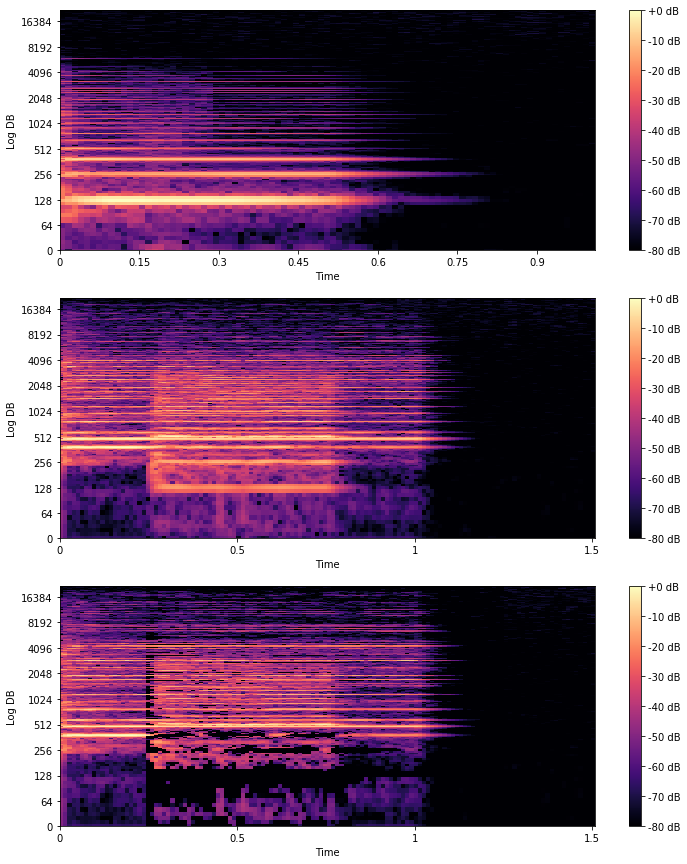 16384
8192
4096
2048
1024
512
256
128
64
0
Log DB
0
0.15
0.3
0.45
0.6
0.75
0.9
Time
+0 dB
-10 dB
-20 dB
-30 dB
-40 dB
-50 dB
-60 dB
-70 dB
-80 dB
16384
8192
4096
2048
1024
512
256
128
64
0
Log DB
0
0.5
1
1.5
Time
+0 dB
-10 dB
-20 dB
-30 dB
-40 dB
-50 dB
-60 dB
-70 dB
-80 dB
16384
8192
4096
2048
1024
512
256
128
64
0
Log DB
0
0.5
1
1.5
Time
+0 dB
-10 dB
-20 dB
-30 dB
-40 dB
-50 dB
-60 dB
-70 dB
-80 dB